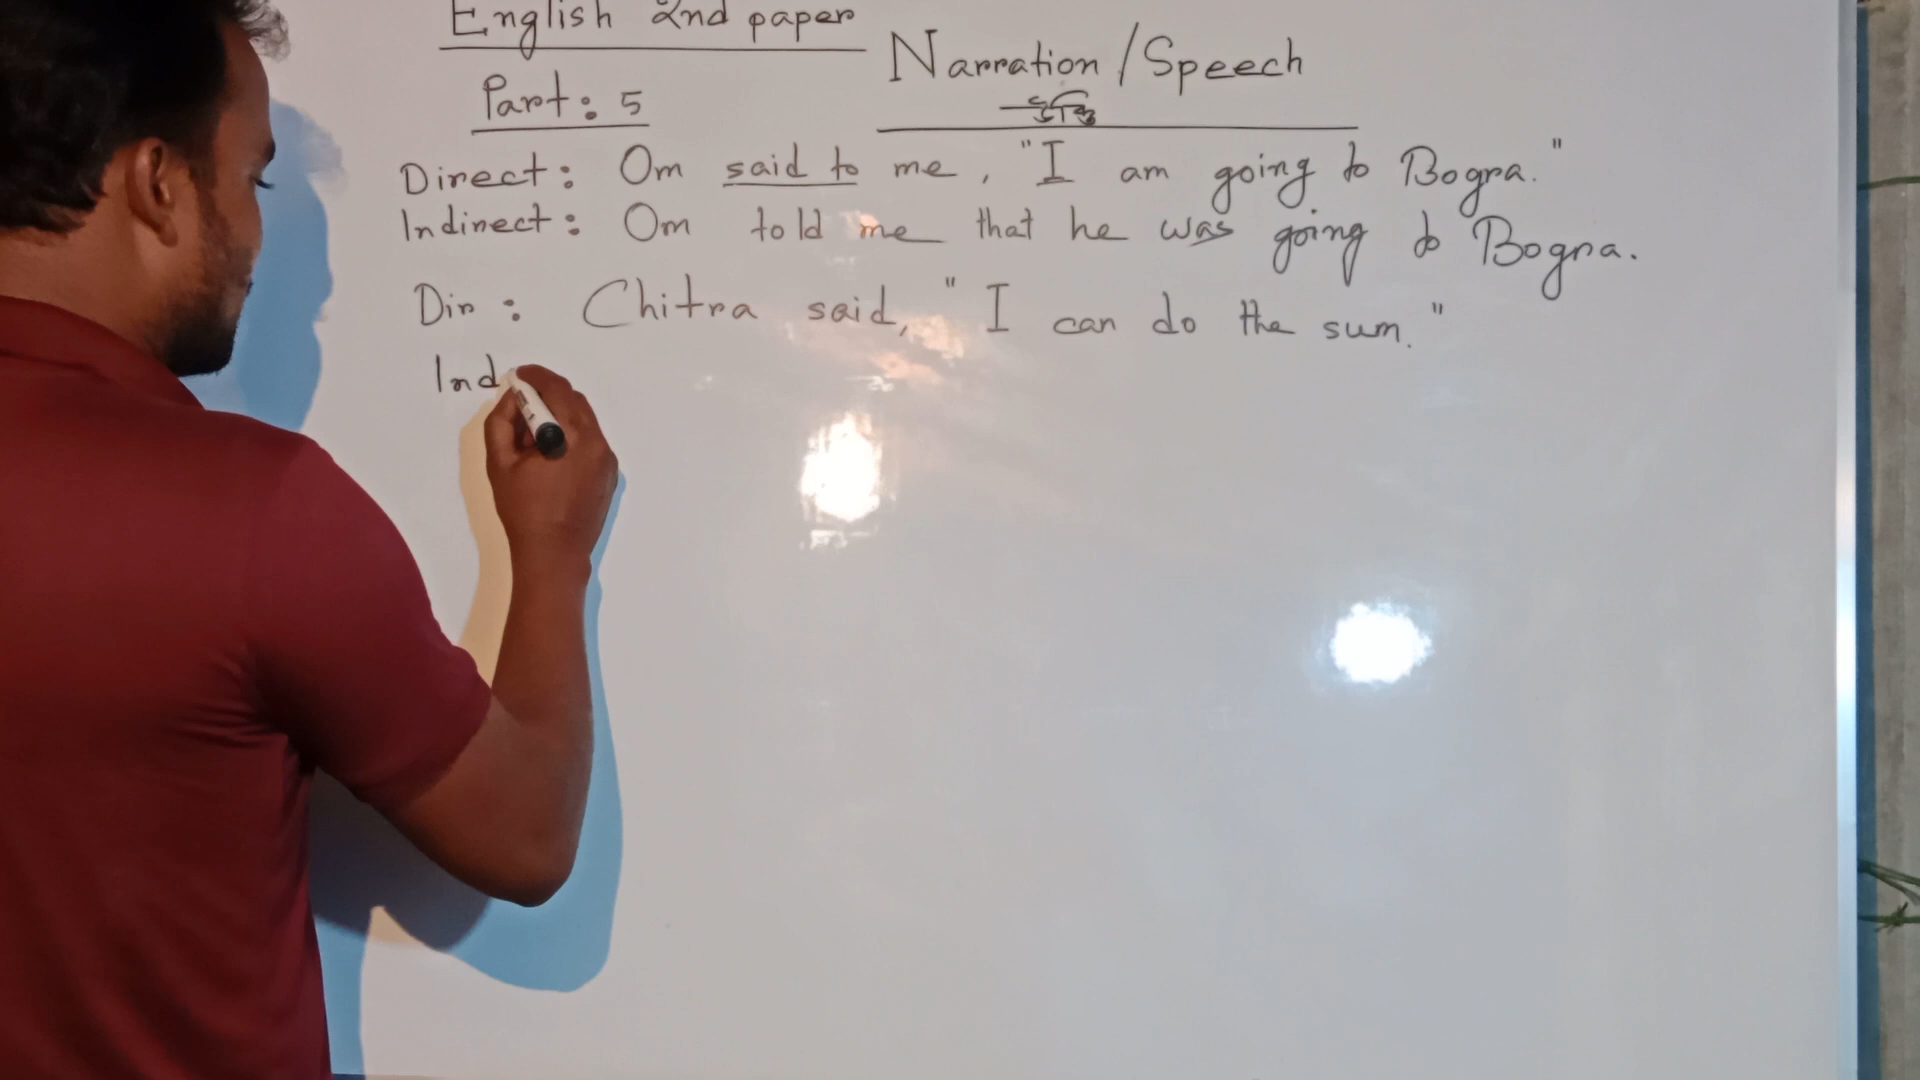 English 2nd paper
Part: 5
Narration/Speech
Direct: Om said to me, "I am going to Bogra."
Indirect: Om told me that he was going to Bogra.
Dir: Chitra said, "I can do the sum."
Ind